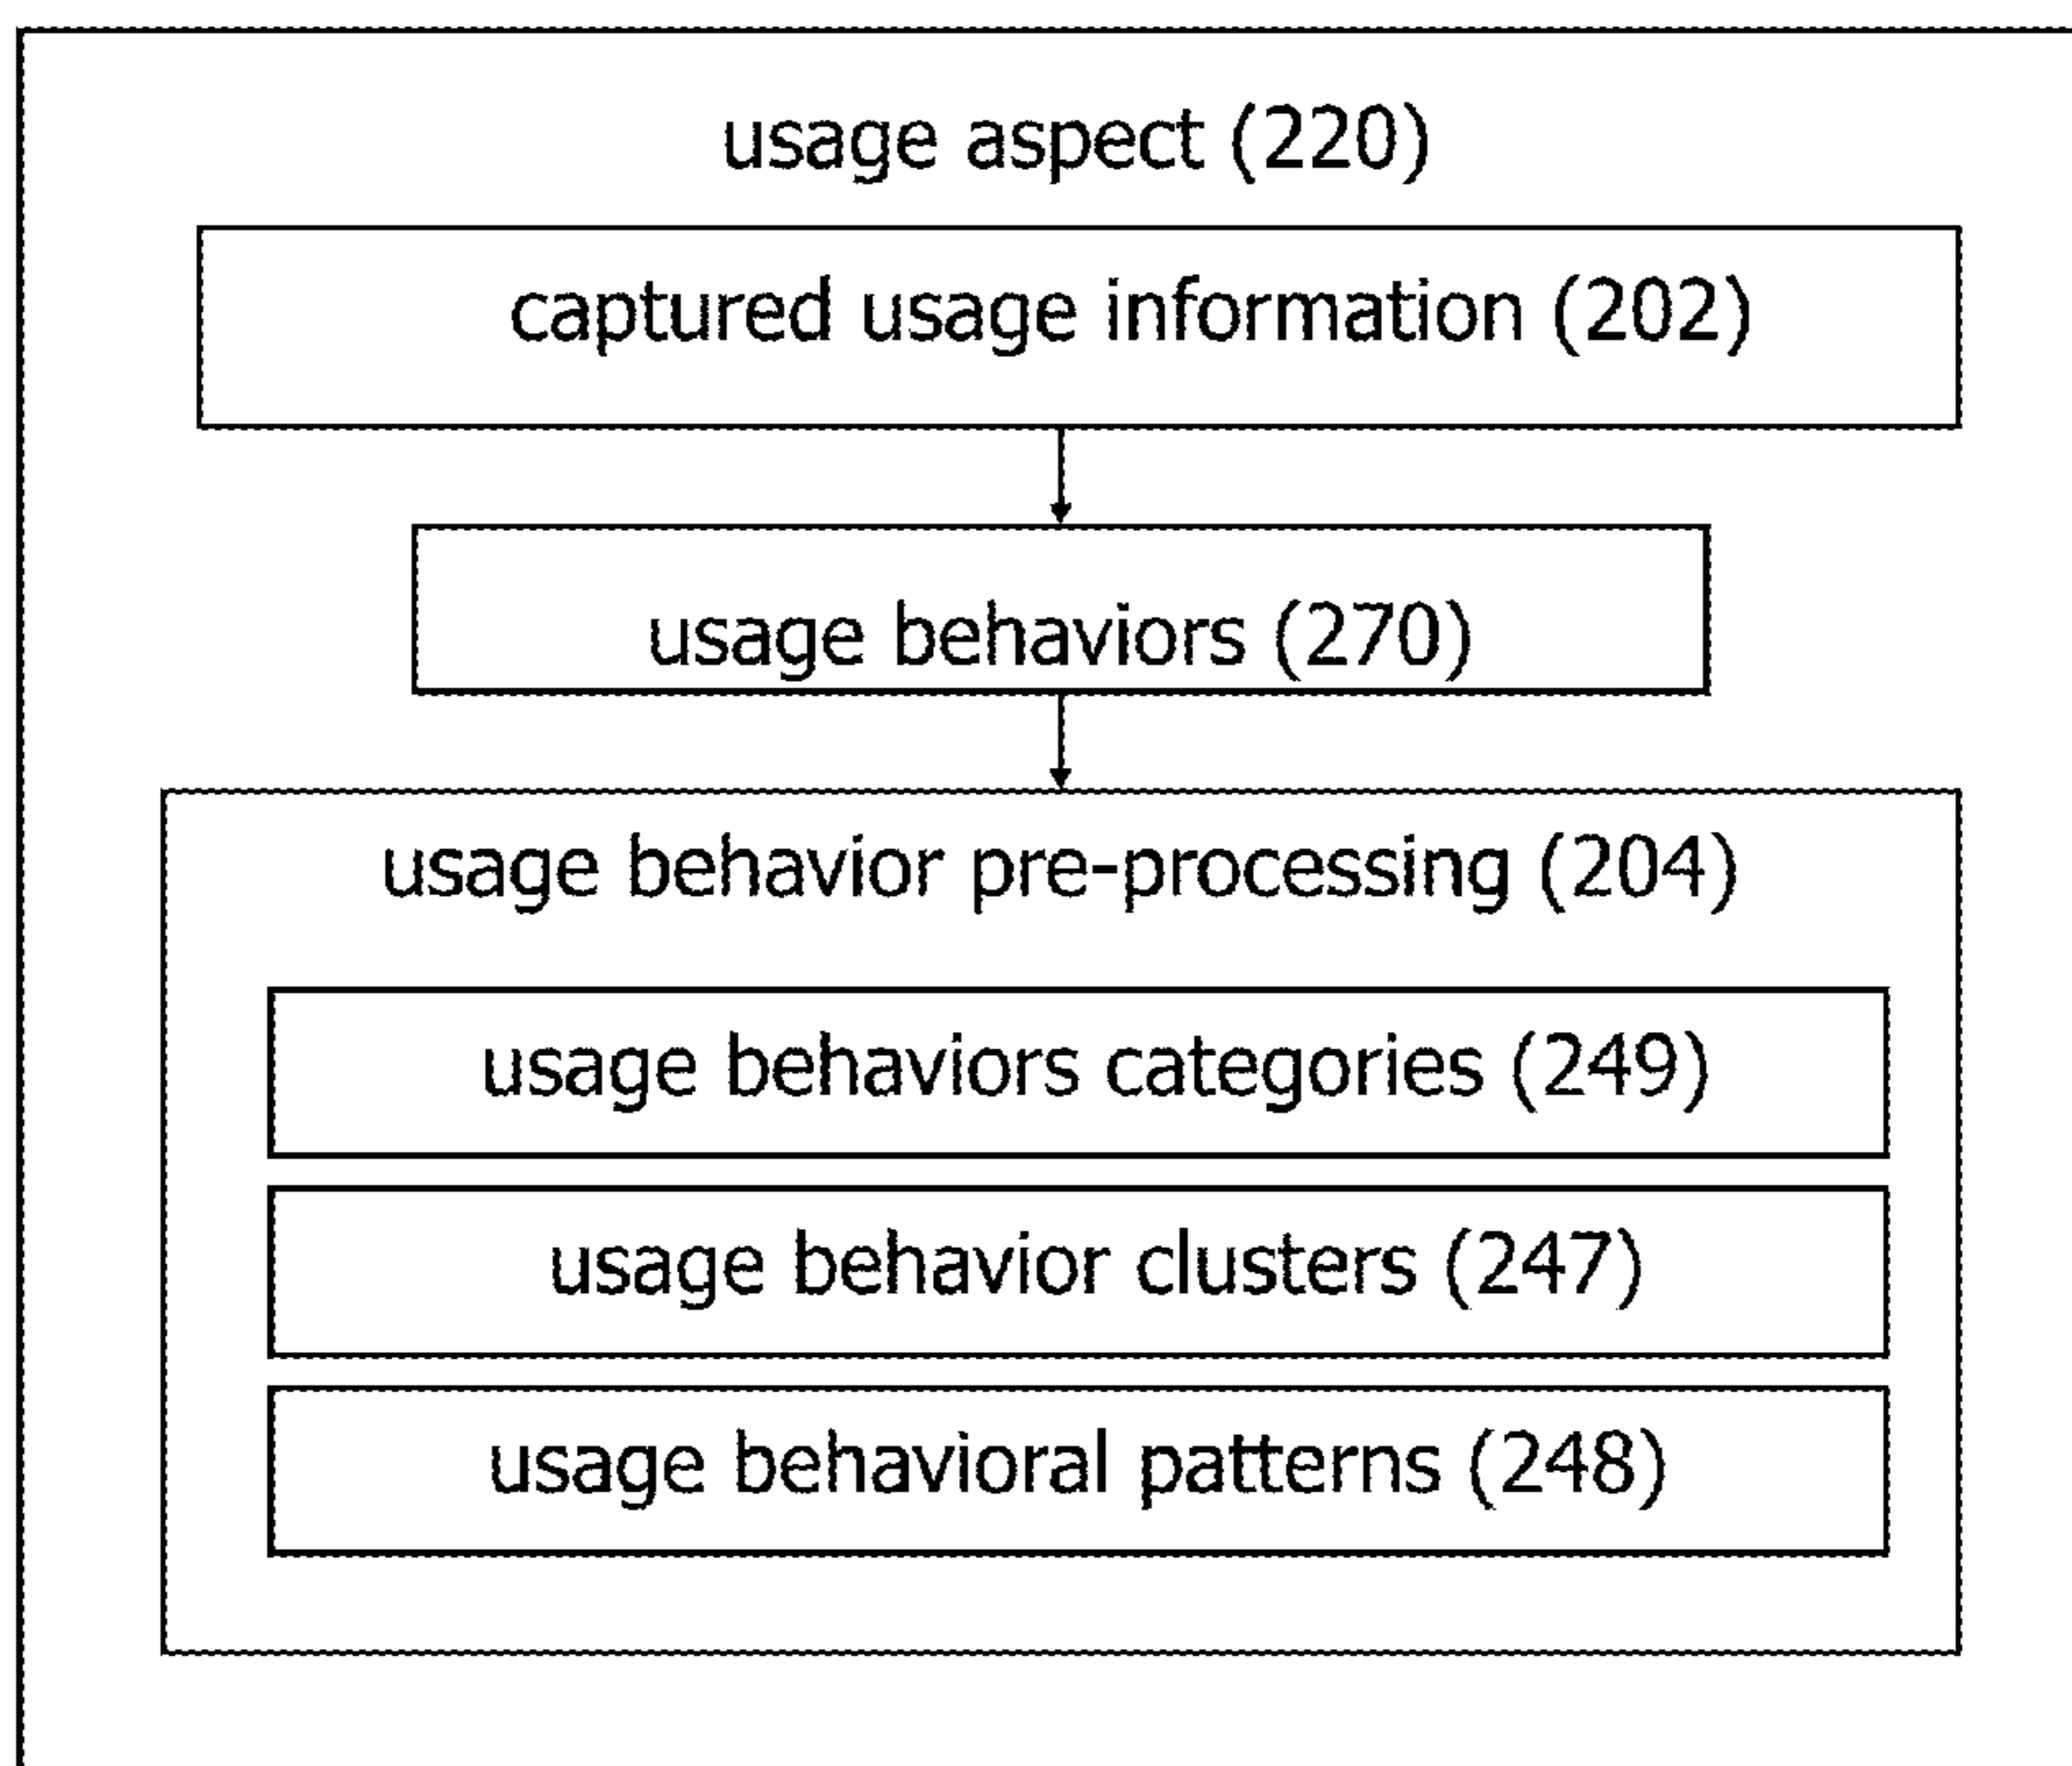 usage aspect (220)
captured usage information (202)
usage behaviors (270)
usage behavior pre-processing (204)
usage behaviors categories (249)
usage behavior clusters (247)
usage behavioral patterns (248)